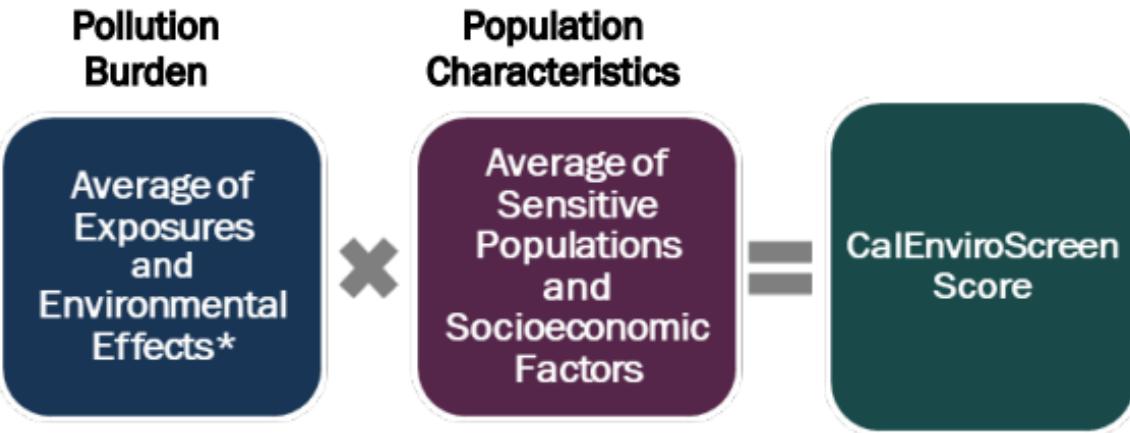 Pollution
Burden
Population
Characteristics
Average of
Exposures
and
Environmental
Effects*
Average of
Sensitive
Populations
and
Socioeconomic
Factors
CalEnviroScreen
Score